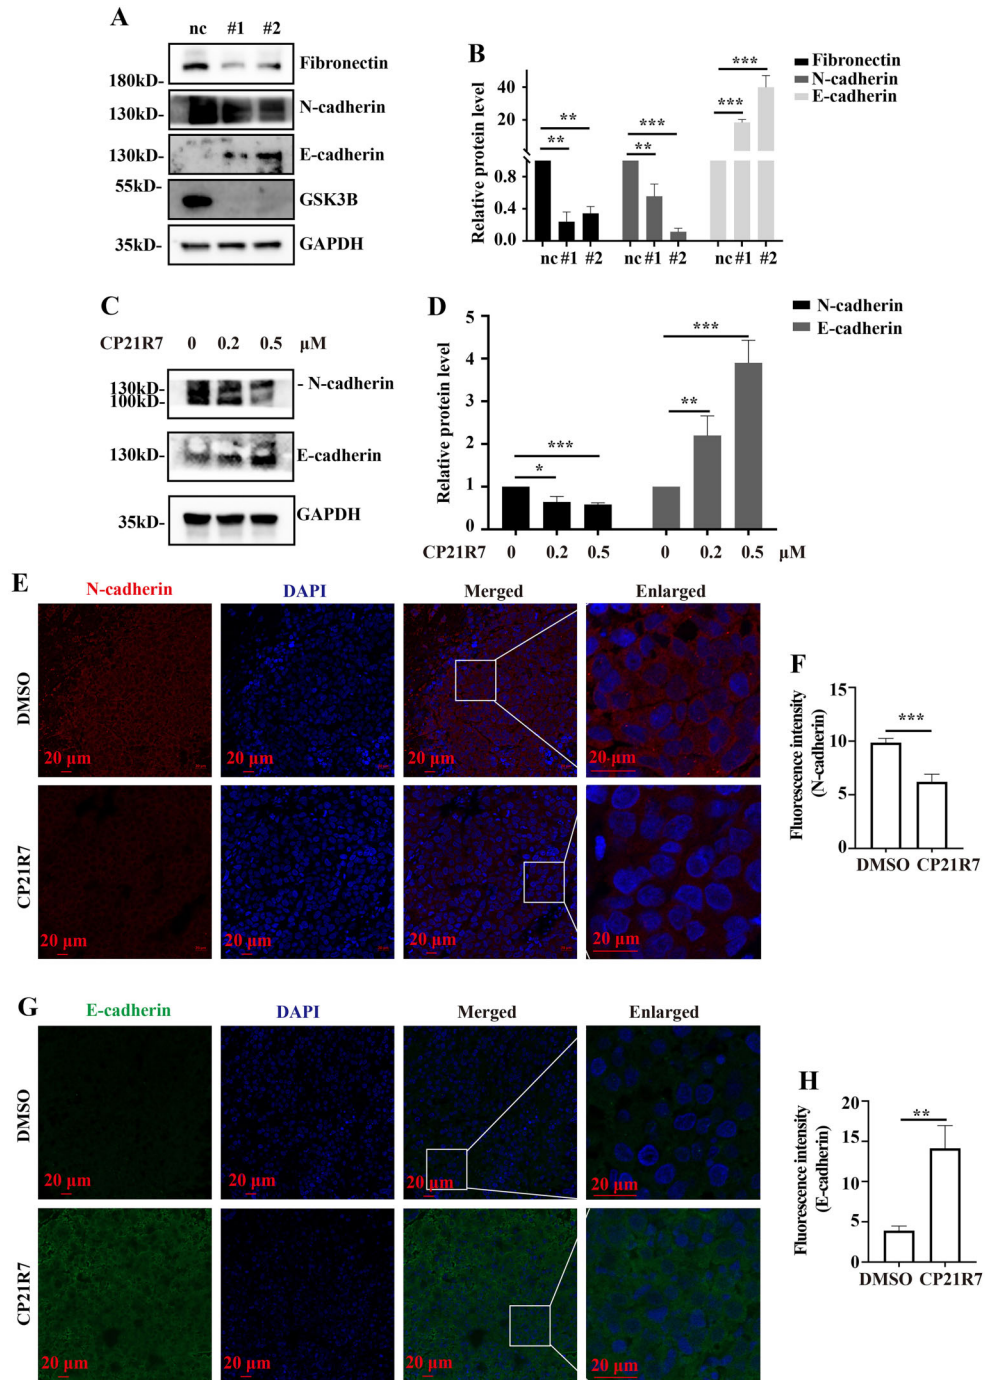 A
nc #1 #2
Fibronectin
180kD-
N-cadherin
130kD-
E-cadherin
130kD-
55kD-
GSK3B
GAPDH
35kD-
B
Fibronectin
N-cadherin
E-cadherin
Relative protein level
40
20
0.8
0.4
0.0
** ** ** *** *** ***
nc #1 #2 nc #1 #2 nc #1 #2
C
CP21R7 0 0.2 0.5 µM
130kD-
100kD-
- N-cadherin
130kD-
E-cadherin
35kD-
GAPDH
D
N-cadherin
E-cadherin
Relative protein level
5
4
3
2
1
0
* *** ** ***
CP21R7 0 0.2 0.5 0 0.2 0.5 µM
E
N-cadherin DAPI Merged Enlarged
DMSO
20 µm 20 µm 20 µm 20 µm
CP21R7
20 µm 20 µm 20 µm 20 µm
F
Fluorescence intensity
(N-cadherin)
15
10
5
0
***
DMSO CP21R7
G
E-cadherin DAPI Merged Enlarged
DMSO
20 µm 20 µm 20 µm 20 µm
CP21R7
20 µm 20 µm 20 µm 20 µm
H
Fluorescence intensity
(E-cadherin)
20
15
10
5
0
**
DMSO CP21R7